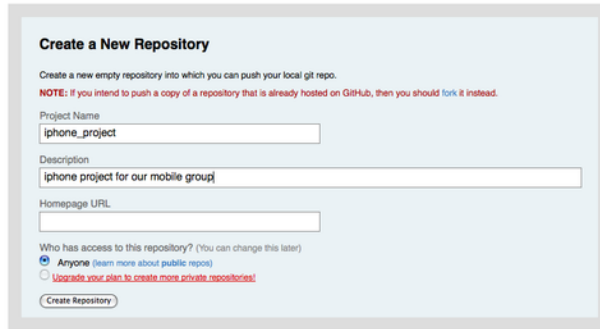 Create a New Repository
Create a new empty repository into which you can push your local git repo.
NOTE: If you intend to push a copy of a repository that is already hosted on GitHub, then you should fork it instead.
Project Name
iphone_project
Description
iphone project for our mobile group
Homepage URL
Who has access to this repository? (You can change this later)
Anyone (learn more about public repos)
Upgrade your plan to create more private repositories!
Create Repository